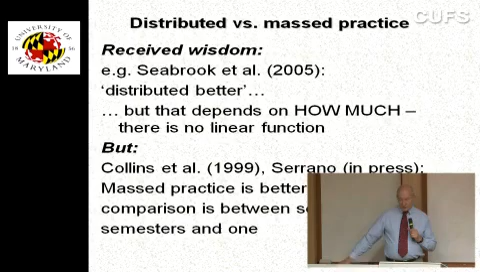 Distributed vs. massed practice
CUFS
UNIVERSITY OF
18 56
MARYLAND
Received wisdom:
e.g. Seabrook et al. (2005):
‘distributed better’…
… but that depends on HOW MUCH –
there is no linear function
But:
Collins et al. (1999), Serrano (in press):
Massed practice is better
comparison is between
semesters and one